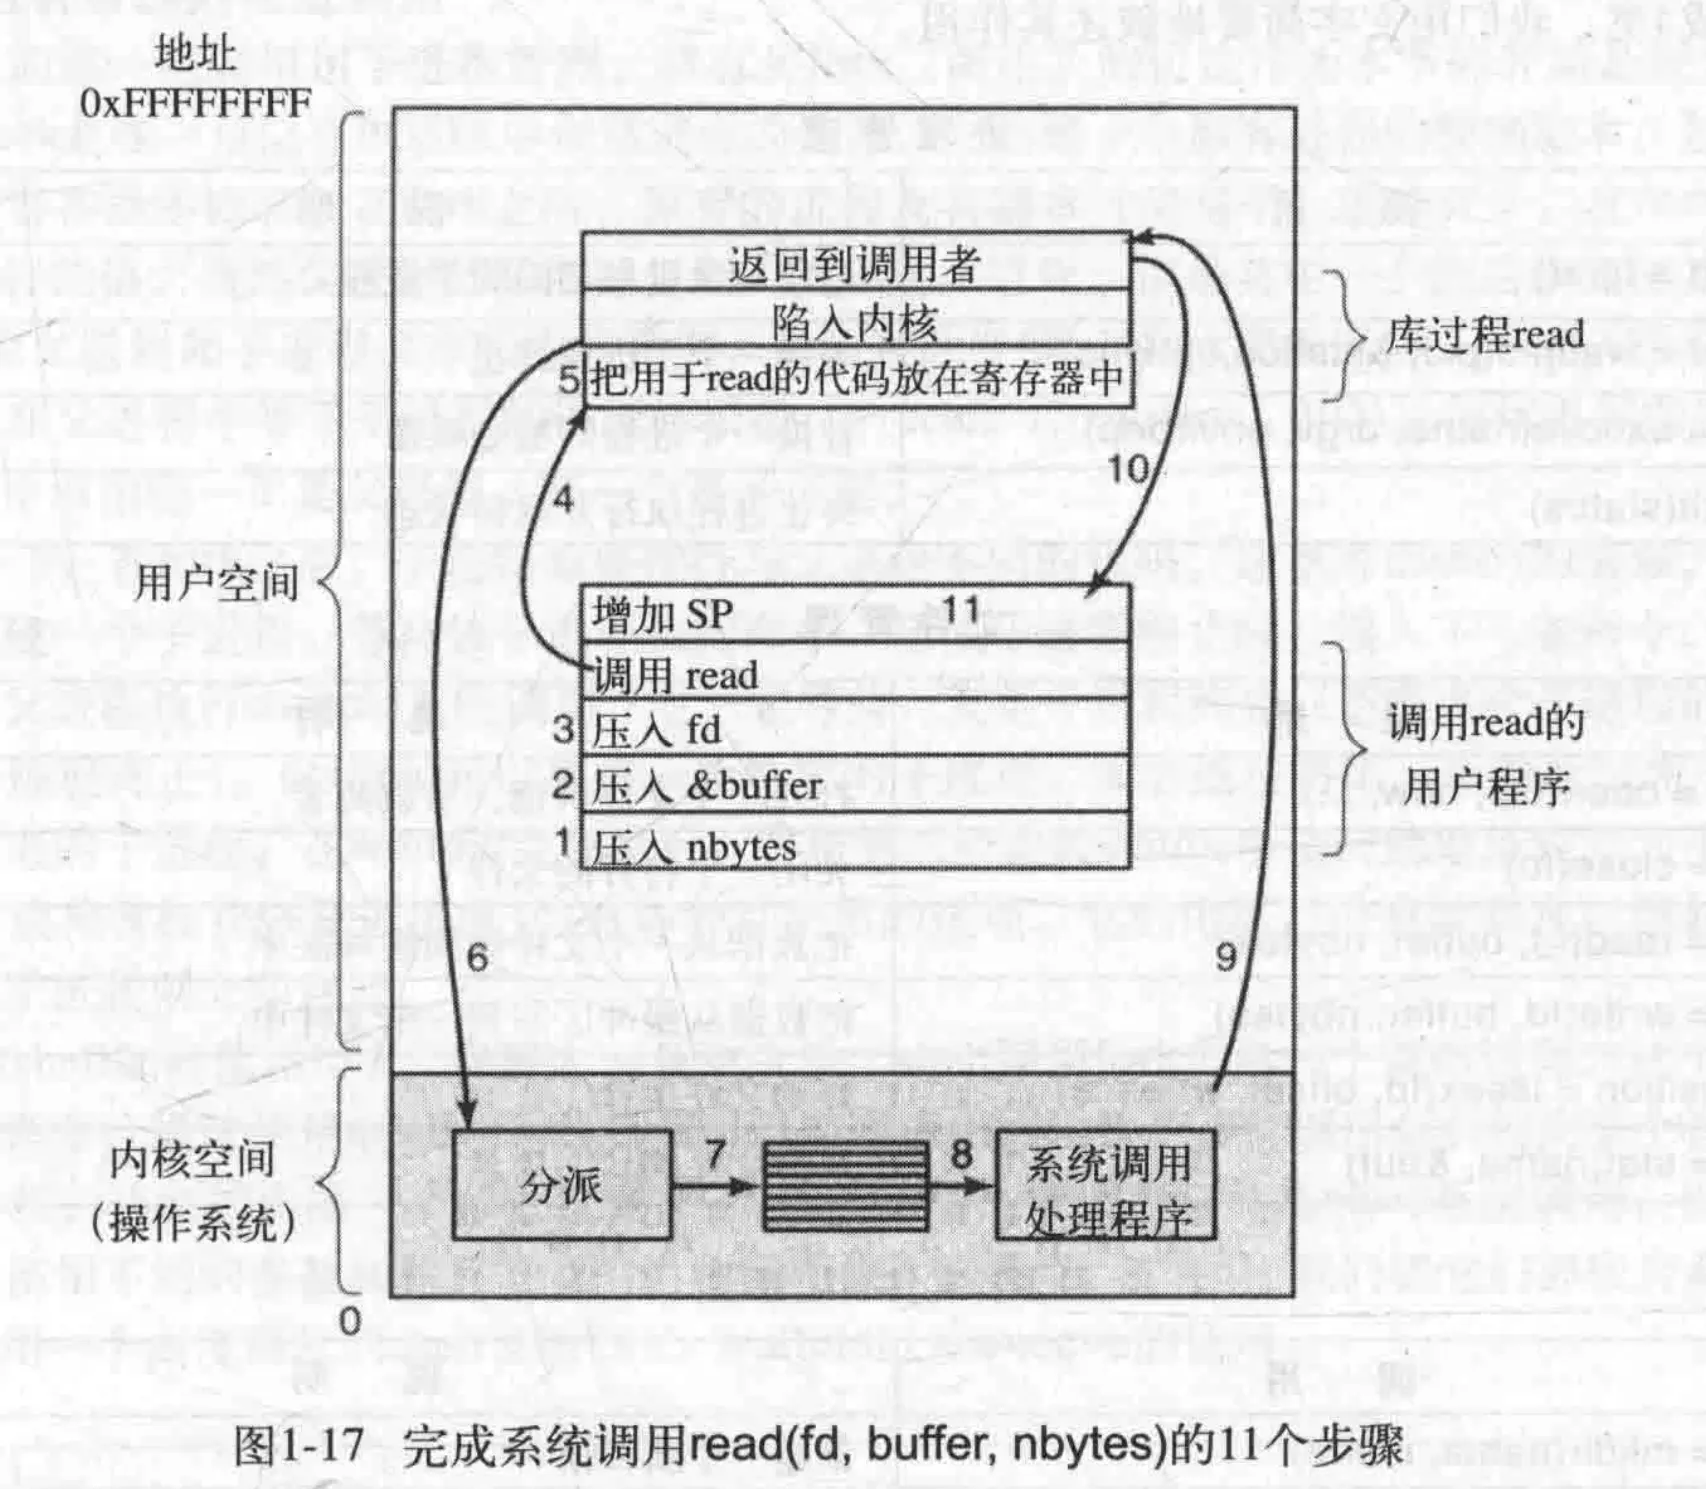 地址
0xFFFFFFFF
返回到调用者
陷入内核
5 把用于read的代码放在寄存器中
库过程read
4
10
用户空间
增加 SP 11
调用 read
3 压入 fd
2 压入 &buffer
1 压入 nbytes
调用read的
用户程序
6
9
内核空间
(操作系统)
分派
7
8
系统调用
处理程序
0
图1-17 完成系统调用read(fd, buffer, nbytes)的11个步骤